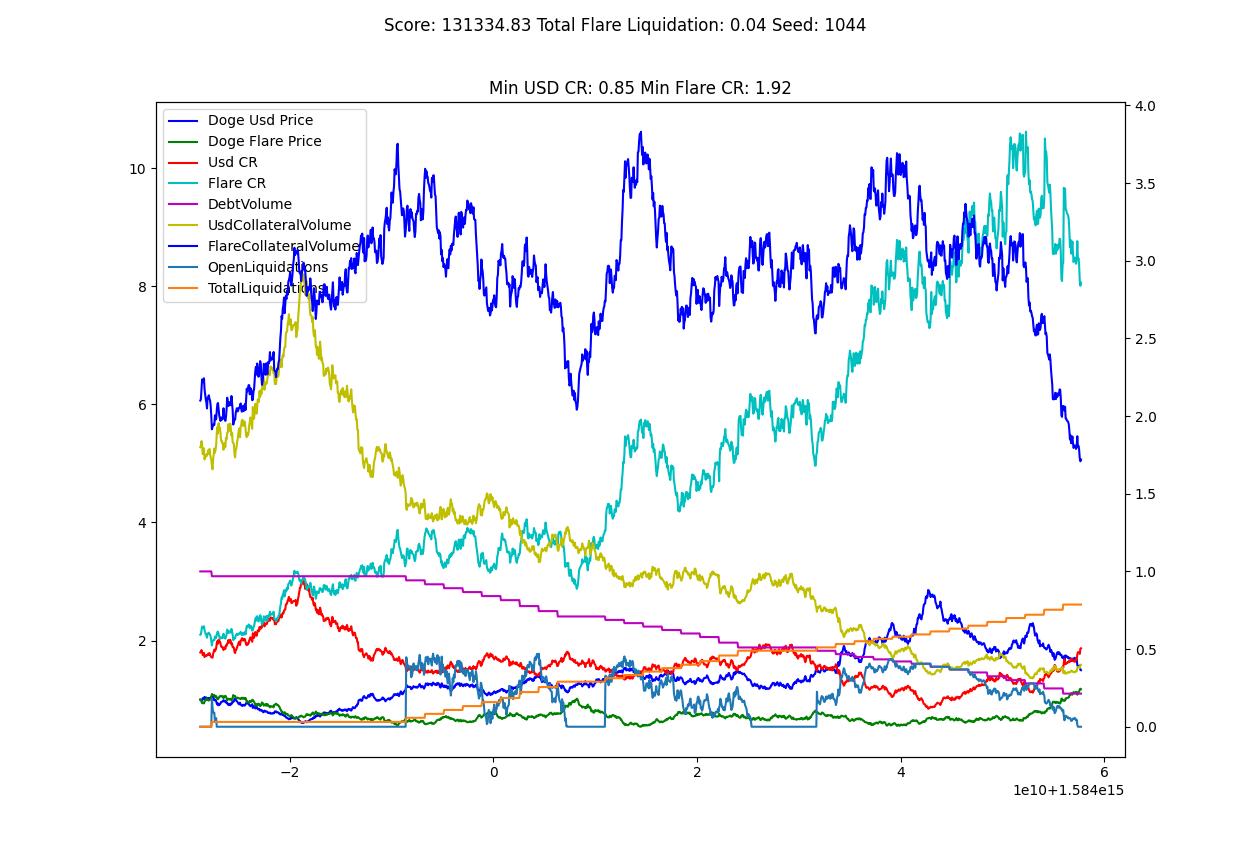 Score: 131334.83 Total Flare Liquidation: 0.04 Seed: 1044
Min USD CR: 0.85 Min Flare CR: 1.92
Doge Usd Price
Doge Flare Price
Usd CR
Flare CR
DebtVolume
UsdCollateralVolume
FlareCollateralVolume
OpenLiquidations
TotalLiquidations
10
8
6
4
2
4.0
3.5
3.0
2.5
2.0
1.5
1.0
0.5
0.0
−2 0 2 4 6
1e10+1.584e15